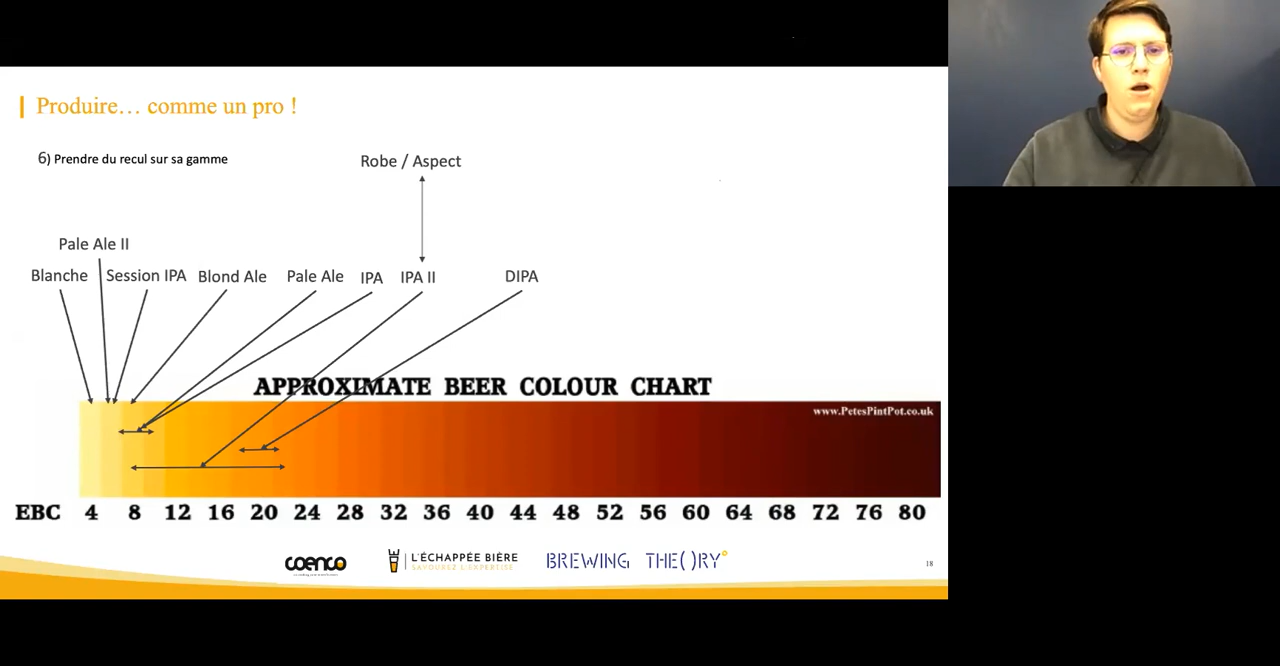 Produire… comme un pro !
6) Prendre du recul sur sa gamme
Robe / Aspect
Pale Ale II
Blanche Session IPA Blond Ale Pale Ale IPA IPA II DIPA
APPROXIMATE BEER COLOUR CHART
www.PetesPintPot.co.uk
EBC 4 8 12 16 20 24 28 32 36 40 44 48 52 56 60 64 68 72 76 80
coenco
L'ÉCHAPPÉE BIÈRE
SAVOUREZ L'EXPERTISE
BREWING THE()RY°
18